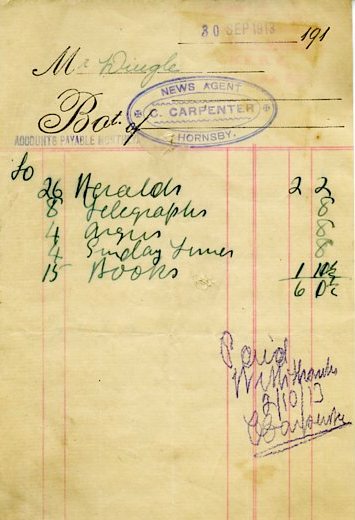 30 SEP 1913 191
Mr Dingle
NEWS AGENT
C. CARPENTER
HORNSBY.
Bot. of
ACCOUNTS PAYABLE MONTHLY
To
26 Heralds 2 2
8 Telegraphs 8
4 Argus 8
4 Sunday Times 8
15 Books 1 10½
6 0½
Paid
With thanks
2/10/13
C Carpenter